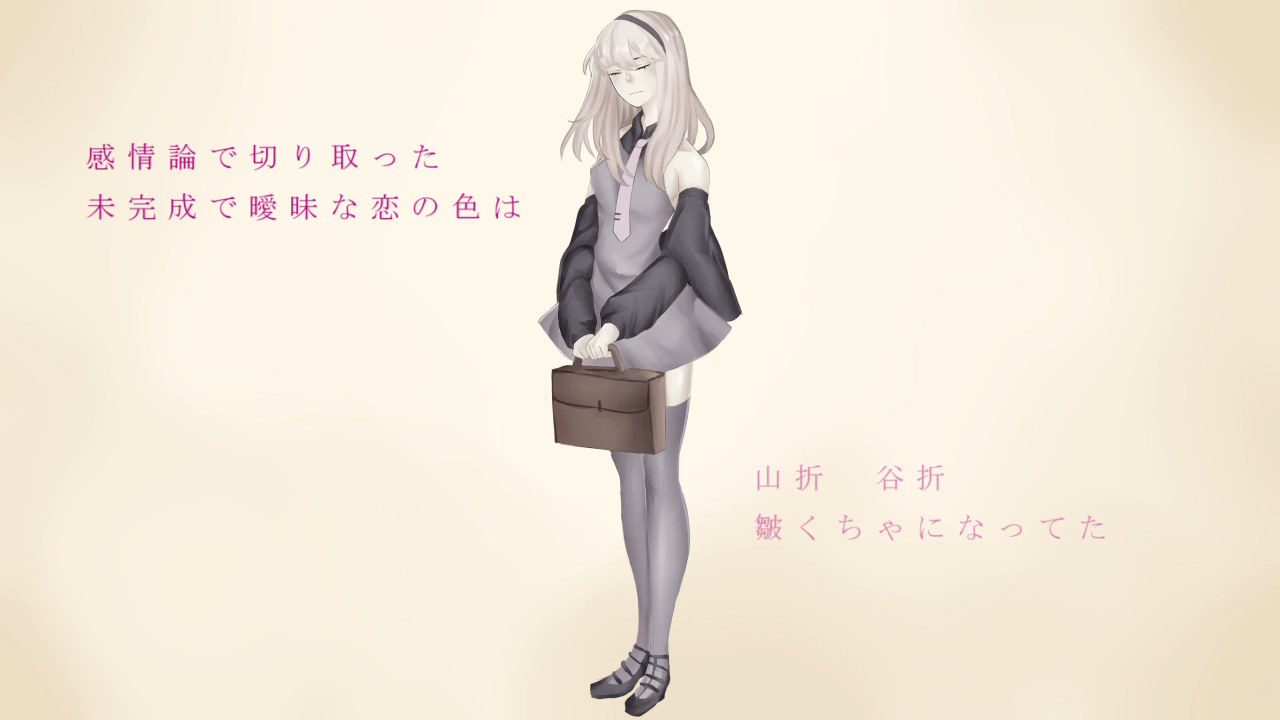 感情論で切り取った
未完成で曖昧な恋の色は
山折　谷折
皺くちゃになってた